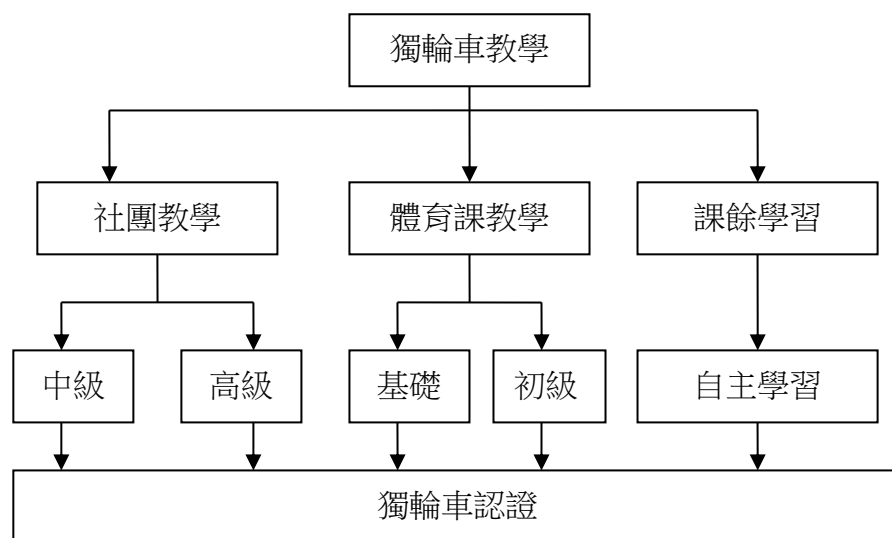 獨輪車教學
社團教學
體育課教學
課餘學習
中級
高級
基礎
初級
自主學習
獨輪車認證